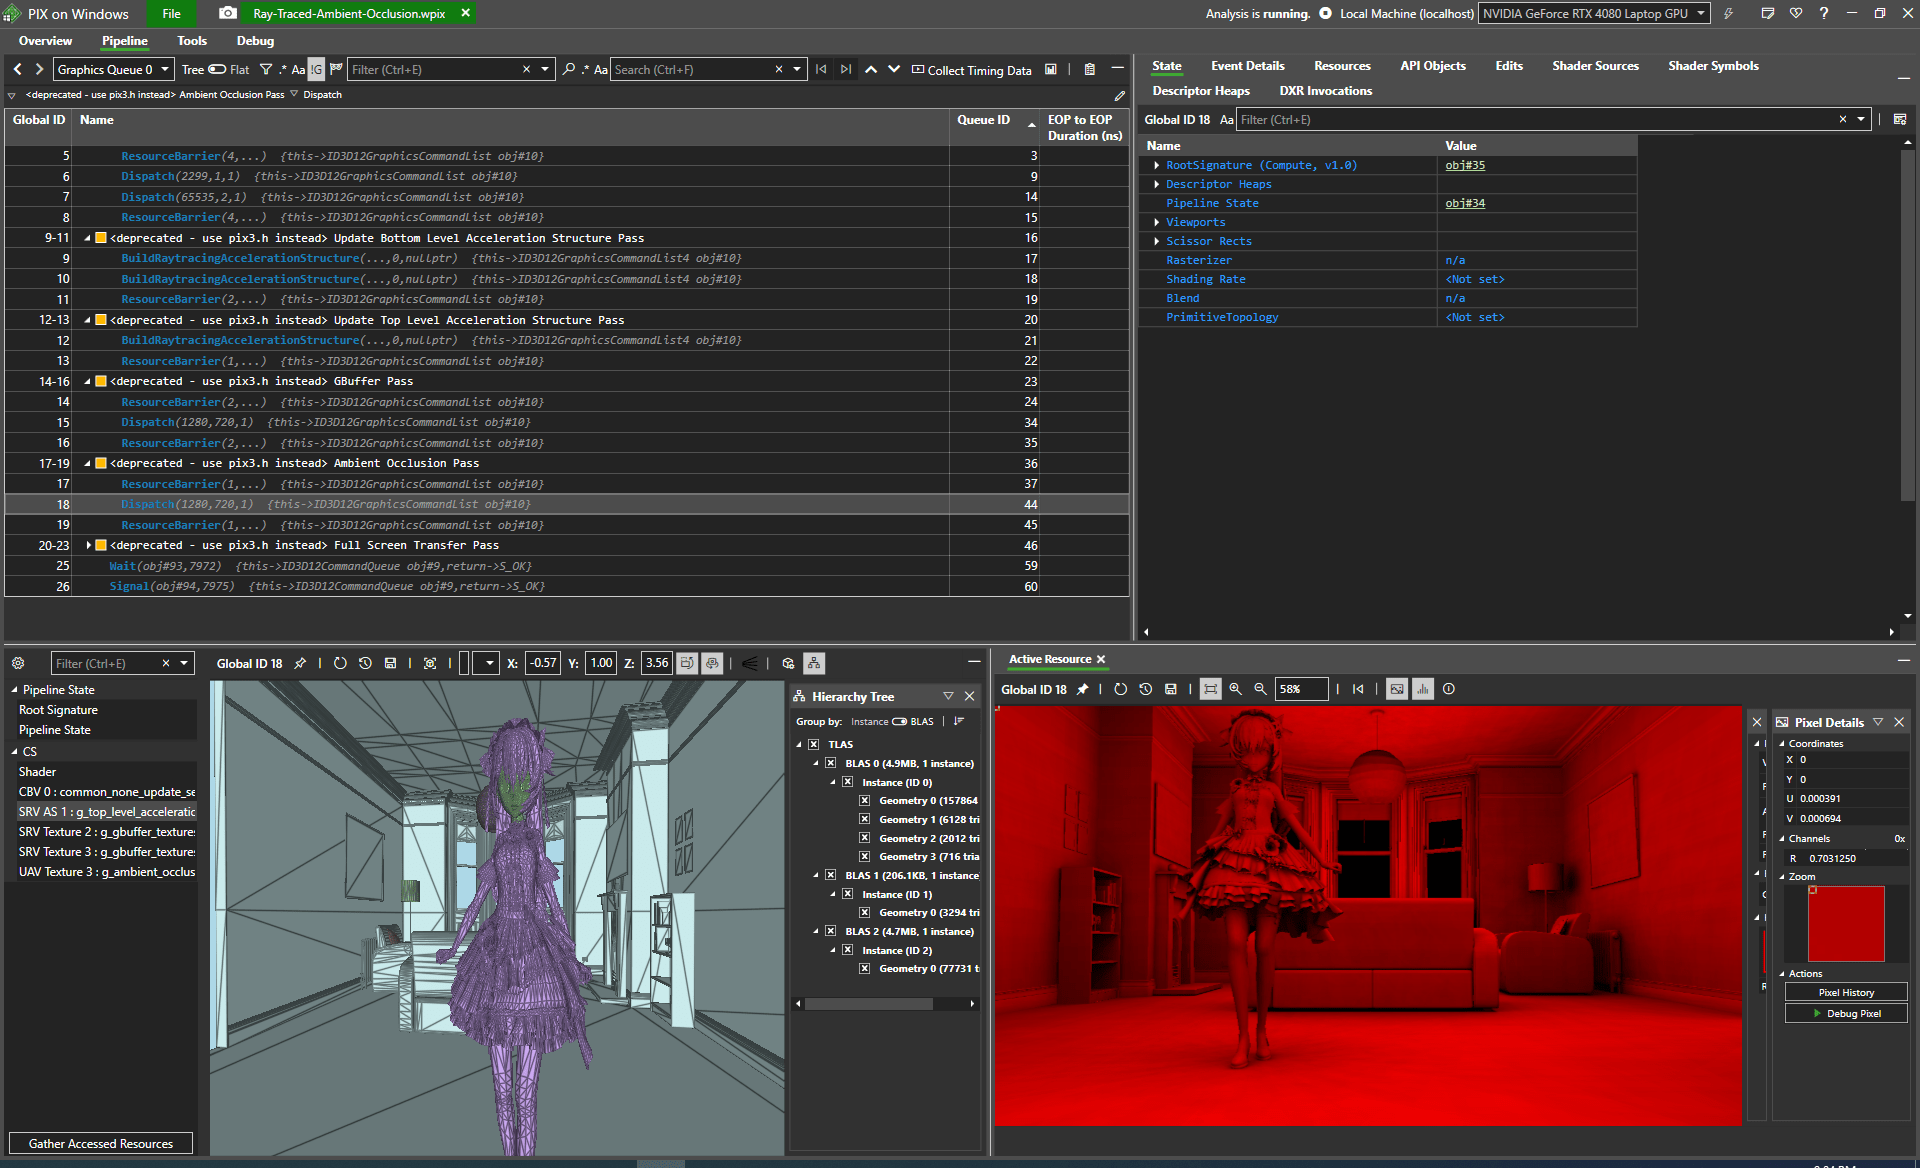 PIX on Windows File Ray-Traced-Ambient-Occlusion.wpix Analysis is running. Local Machine (localhost) NVIDIA GeForce RTX 4080 Laptop GPU
Overview Pipeline Tools Debug
Graphics Queue 0 Tree Flat .* Aa !G Filter (Ctrl+E) .* Aa Search (Ctrl+F) Collect Timing Data
<deprecated - use pix3.h instead> Ambient Occlusion Pass Dispatch
Global ID Name Queue ID EOP to EOP Duration (ns)
5 ResourceBarrier(4,...) {this->ID3D12GraphicsCommandList obj#10} 3
6 Dispatch(2299,1,1) {this->ID3D12GraphicsCommandList obj#10} 9
7 Dispatch(65535,2,1) {this->ID3D12GraphicsCommandList obj#10} 14
8 ResourceBarrier(4,...) {this->ID3D12GraphicsCommandList obj#10} 15
9-11 <deprecated - use pix3.h instead> Update Bottom Level Acceleration Structure Pass 16
9 BuildRaytracingAccelerationStructure(...,0,nullptr) {this->ID3D12GraphicsCommandList4 obj#10} 17
10 BuildRaytracingAccelerationStructure(...,0,nullptr) {this->ID3D12GraphicsCommandList4 obj#10} 18
11 ResourceBarrier(2,...) {this->ID3D12GraphicsCommandList obj#10} 19
12-13 <deprecated - use pix3.h instead> Update Top Level Acceleration Structure Pass 20
12 BuildRaytracingAccelerationStructure(...,0,nullptr) {this->ID3D12GraphicsCommandList4 obj#10} 21
13 ResourceBarrier(1,...) {this->ID3D12GraphicsCommandList obj#10} 22
14-16 <deprecated - use pix3.h instead> GBuffer Pass 23
14 ResourceBarrier(2,...) {this->ID3D12GraphicsCommandList obj#10} 24
15 Dispatch(1280,720,1) {this->ID3D12GraphicsCommandList obj#10} 34
16 ResourceBarrier(2,...) {this->ID3D12GraphicsCommandList obj#10} 35
17-19 <deprecated - use pix3.h instead> Ambient Occlusion Pass 36
17 ResourceBarrier(1,...) {this->ID3D12GraphicsCommandList obj#10} 37
18 Dispatch(1280,720,1) {this->ID3D12GraphicsCommandList obj#10} 44
19 ResourceBarrier(1,...) {this->ID3D12GraphicsCommandList obj#10} 45
20-23 <deprecated - use pix3.h instead> Full Screen Transfer Pass 46
25 Wait(obj#93,7972) {this->ID3D12CommandQueue obj#9,return->S_OK} 59
26 Signal(obj#94,7975) {this->ID3D12CommandQueue obj#9,return->S_OK} 60
State Event Details Resources API Objects Edits Shader Sources Shader Symbols
Descriptor Heaps DXR Invocations
Global ID 18 Aa Filter (Ctrl+E)
Name Value
RootSignature (Compute, v1.0) obj#35
Descriptor Heaps
Pipeline State obj#34
Viewports
Scissor Rects
Rasterizer n/a
Shading Rate <Not set>
Blend n/a
PrimitiveTopology <Not set>
Filter (Ctrl+E) Global ID 18 X: -0.57 Y: 1.00 Z: 3.56
Pipeline State
Root Signature
Pipeline State
CS
Shader
CBV 0 : common_none_update_se
SRV AS 1 : g_top_level_acceleratic
SRV Texture 2 : g_gbuffer_textures
SRV Texture 3 : g_gbuffer_textures
UAV Texture 3 : g_ambient_occlus
Gather Accessed Resources
Hierarchy Tree
Group by: Instance BLAS
TLAS
BLAS 0 (4.9MB, 1 instance)
Instance (ID 0)
Geometry 0 (157864
Geometry 1 (6128 tri
Geometry 2 (2012 tri
Geometry 3 (716 tria
BLAS 1 (206.1KB, 1 instance
Instance (ID 1)
Geometry 0 (3294 tri
BLAS 2 (4.7MB, 1 instance)
Instance (ID 2)
Geometry 0 (77731 t
Active Resource
Global ID 18 58%
Pixel Details
Coordinates
X 0
Y 0
U 0.000391
V 0.000694
Channels 0x
R 0.7031250
Zoom
Actions
Pixel History
Debug Pixel